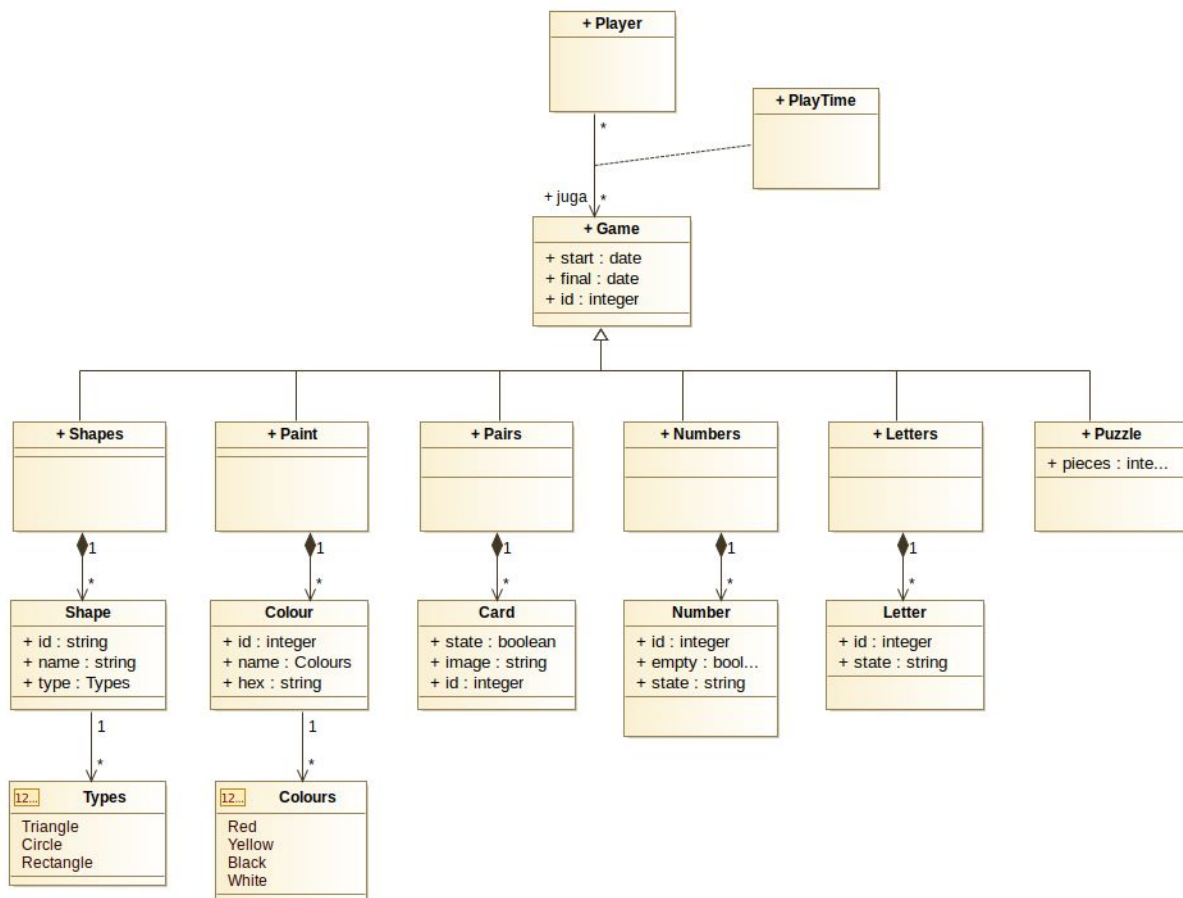 + Player
+ PlayTime
*
+ juga *
+ Game
+ start : date
+ final : date
+ id : integer
+ Shapes
+ Paint
+ Pairs
+ Numbers
+ Letters
+ Puzzle
+ pieces : inte...
1
*
1
*
1
*
1
*
1
*
Shape
+ id : string
+ name : string
+ type : Types
Colour
+ id : integer
+ name : Colours
+ hex : string
Card
+ state : boolean
+ image : string
+ id : integer
Number
+ id : integer
+ empty : bool...
+ state : string
Letter
+ id : integer
+ state : string
1
*
1
*
12... Types
Triangle
Circle
Rectangle
12... Colours
Red
Yellow
Black
White